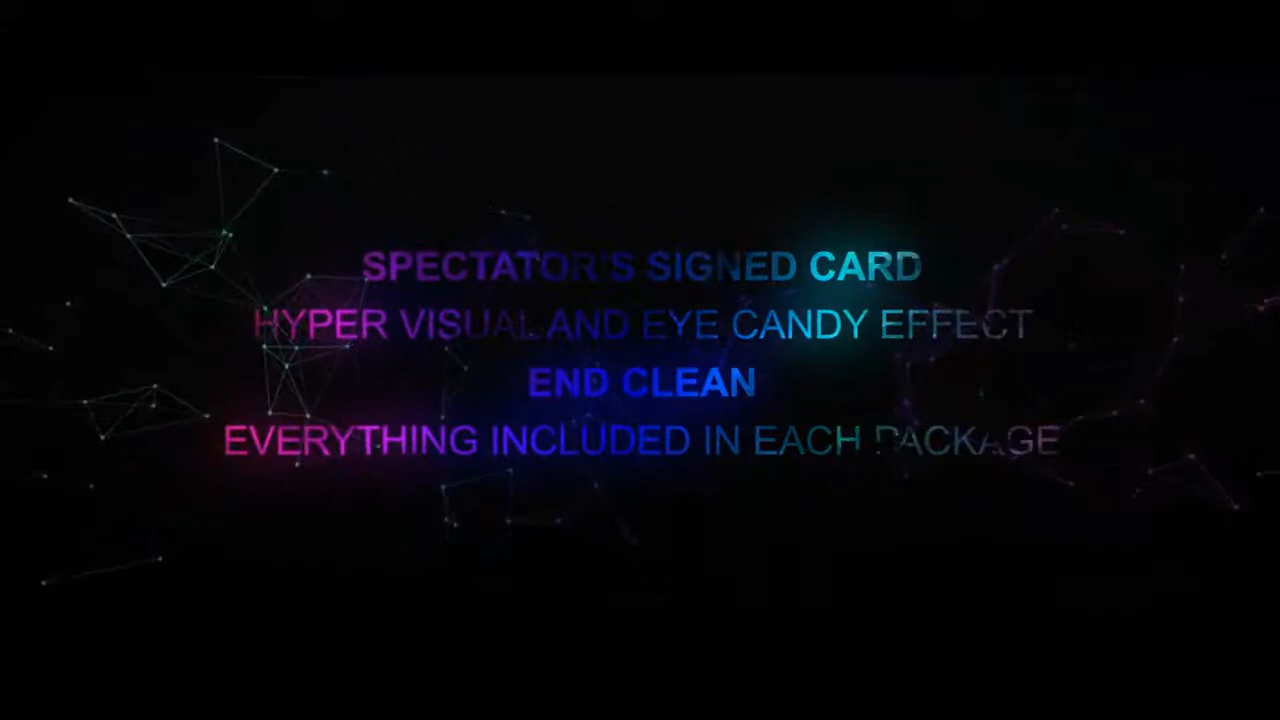 SPECTATOR'S SIGNED CARD
HYPER VISUAL AND EYE CANDY EFFECT
END CLEAN
EVERYTHING INCLUDED IN EACH PACKAGE